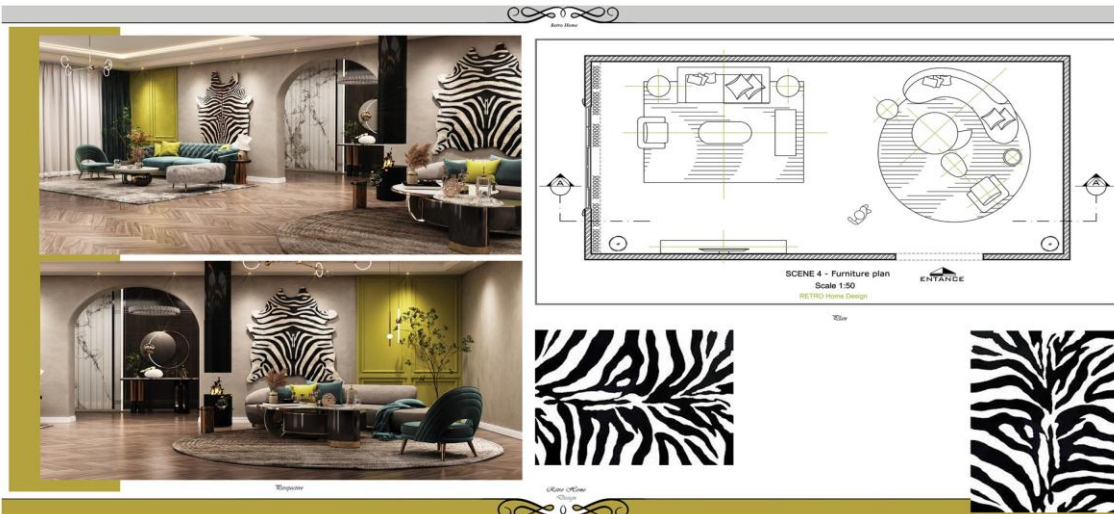 Retro Home
A
A
SCENE 4 - Furniture plan
Scale 1:50
RETRO Home Design
ENTANCE
Plan
Perspective
Retro Home
Design